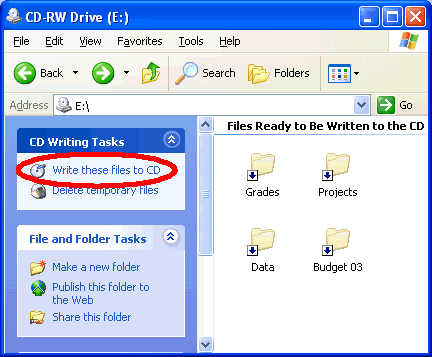 CD-RW Drive (E:)
File Edit View Favorites Tools Help
Back Search Folders
Address E:\ Go
CD Writing Tasks
Write these files to CD
Delete temporary files
File and Folder Tasks
Make a new folder
Publish this folder to
the Web
Share this folder
Files Ready to Be Written to the CD
Grades Projects
Data Budget 03